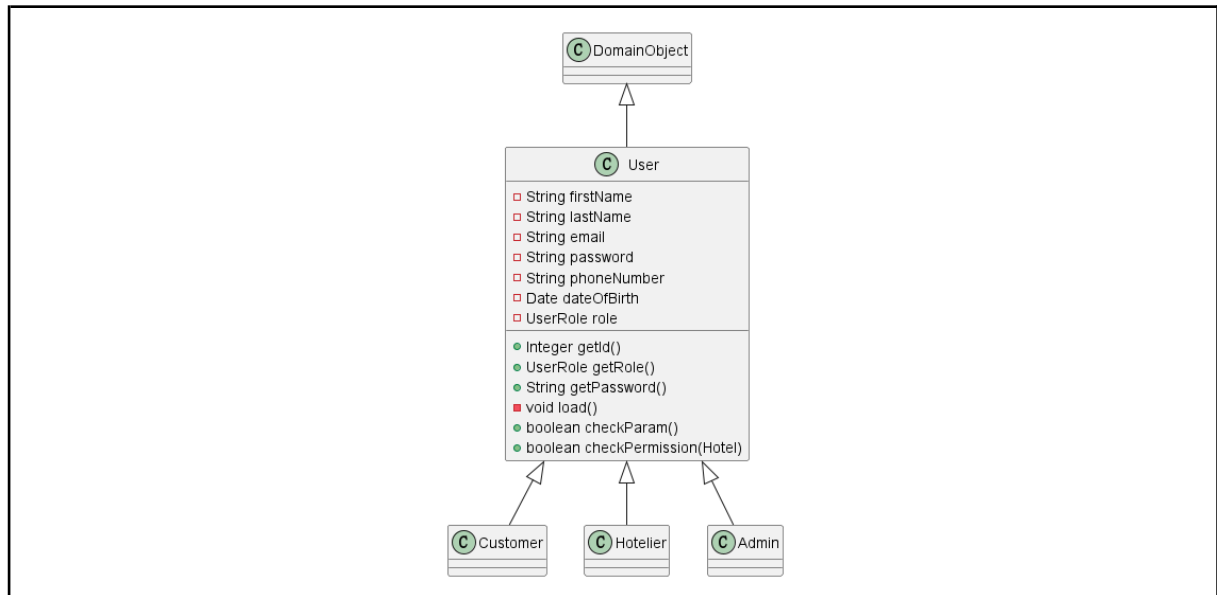 C DomainObject
C User
String firstName
String lastName
String email
String password
String phoneNumber
Date dateOfBirth
UserRole role
Integer getId()
UserRole getRole()
String getPassword()
void load()
boolean checkParam()
boolean checkPermission(Hotel)
C Customer
C Hotelier
C Admin